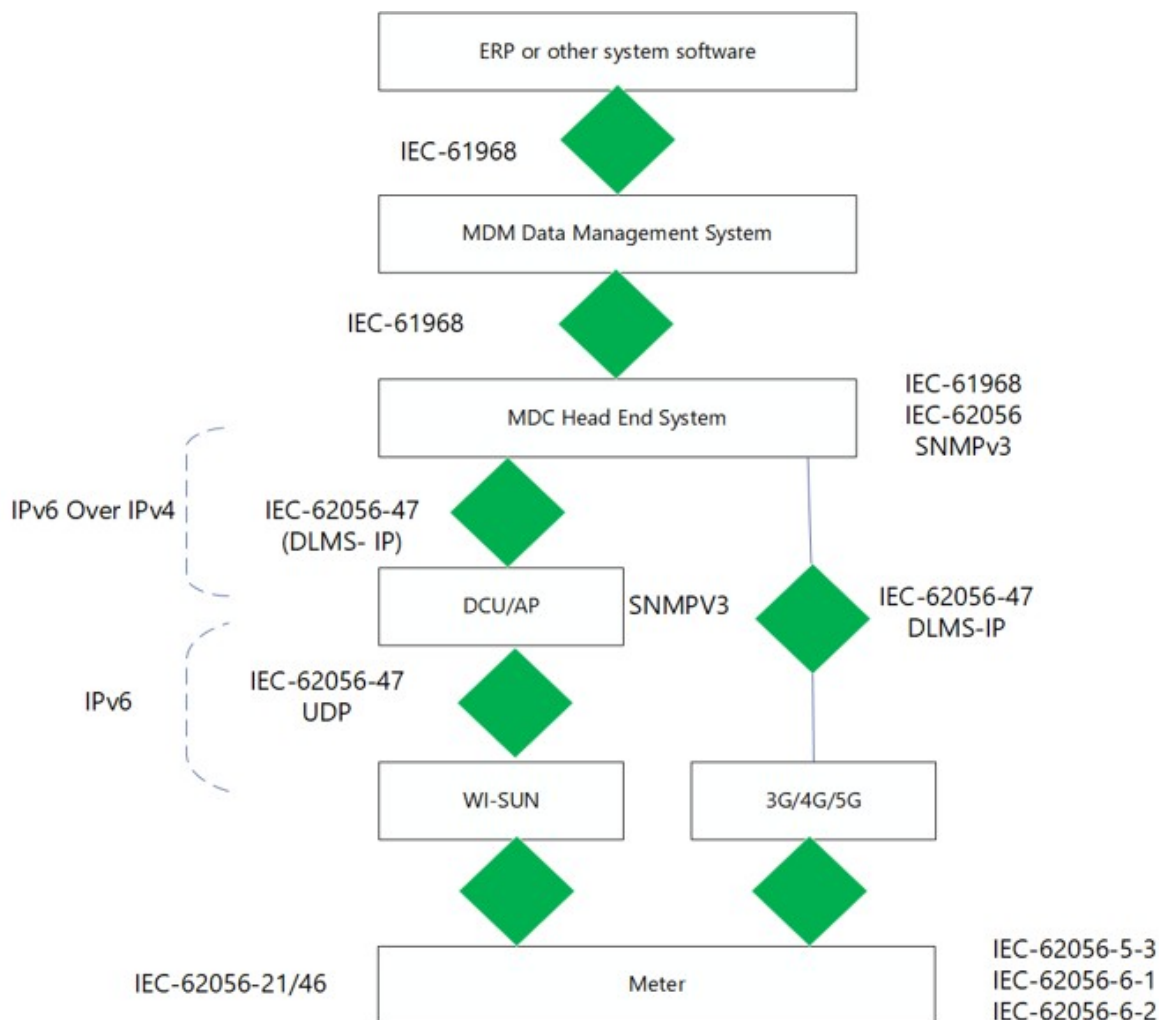 ERP or other system software
IEC-61968
MDM Data Management System
IEC-61968
MDC Head End System
IEC-61968
IEC-62056
SNMPv3
IPv6 Over IPv4
IEC-62056-47
(DLMS- IP)
DCU/AP
SNMPV3
IEC-62056-47
DLMS-IP
IPv6
IEC-62056-47
UDP
WI-SUN
3G/4G/5G
IEC-62056-21/46
Meter
IEC-62056-5-3
IEC-62056-6-1
IEC-62056-6-2